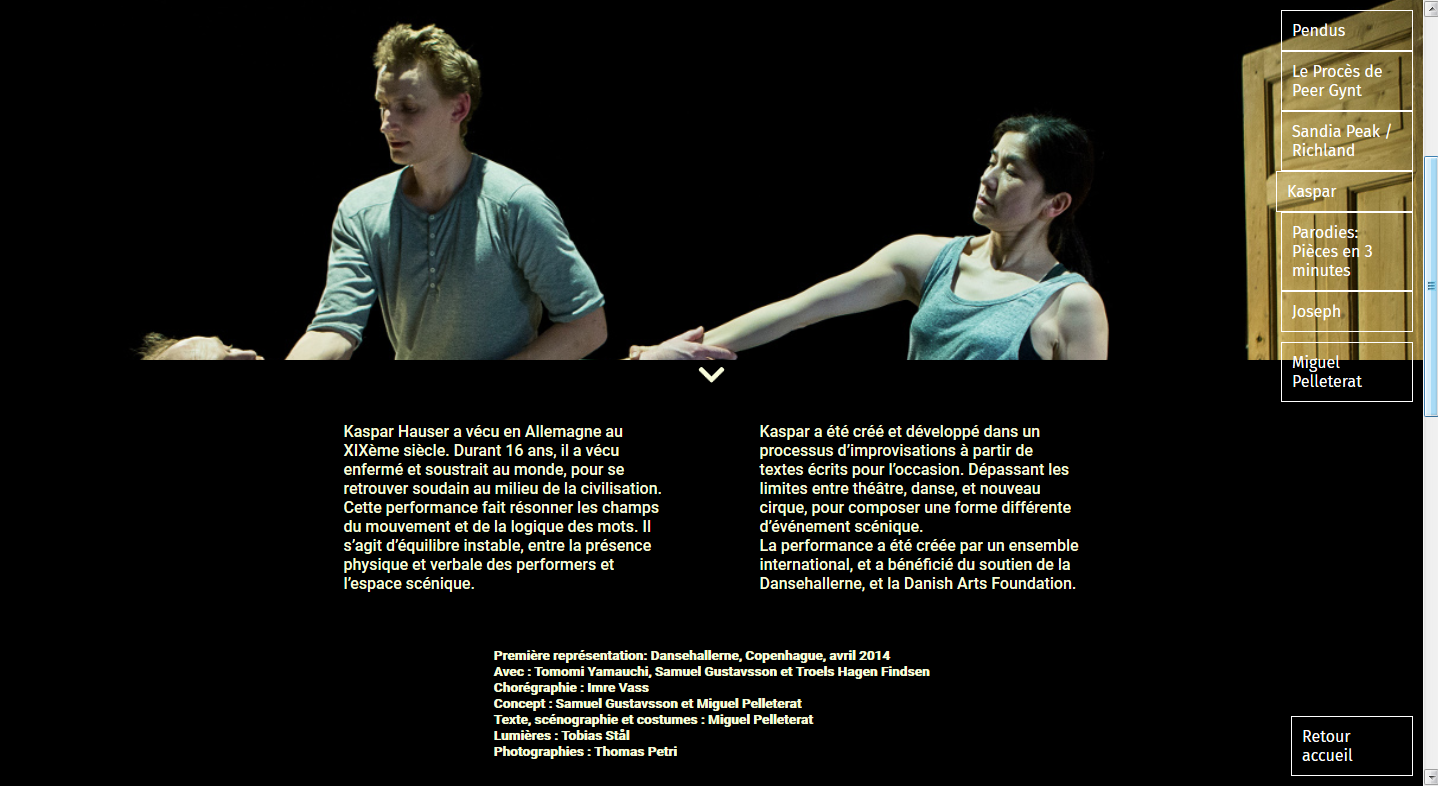 Pendus
Le Procès de
Peer Gynt
Sandia Peak /
Richland
Kaspar
Parodies:
Pièces en 3
minutes
Joseph
Miguel
Pelleterat
Kaspar Hauser a vécu en Allemagne au
XIXème siècle. Durant 16 ans, il a vécu
enfermé et soustrait au monde, pour se
retrouver soudain au milieu de la civilisation.
Cette performance fait résonner les champs
du mouvement et de la logique des mots. Il
s’agit d’équilibre instable, entre la présence
physique et verbale des performers et
l’espace scénique.
Kaspar a été créé et développé dans un
processus d’improvisations à partir de
textes écrits pour l’occasion. Dépassant les
limites entre théâtre, danse, et nouveau
cirque, pour composer une forme différente
d’événement scénique.
La performance a été créée par un ensemble
international, et a bénéficié du soutien de la
Dansehallerne, et la Danish Arts Foundation.
Première représentation: Dansehallerne, Copenhague, avril 2014
Avec : Tomomi Yamauchi, Samuel Gustavsson et Troels Hagen Findsen
Chorégraphie : Imre Vass
Concept : Samuel Gustavsson et Miguel Pelleterat
Texte, scénographie et costumes : Miguel Pelleterat
Lumières : Tobias Stål
Photographies : Thomas Petri
Retour
accueil